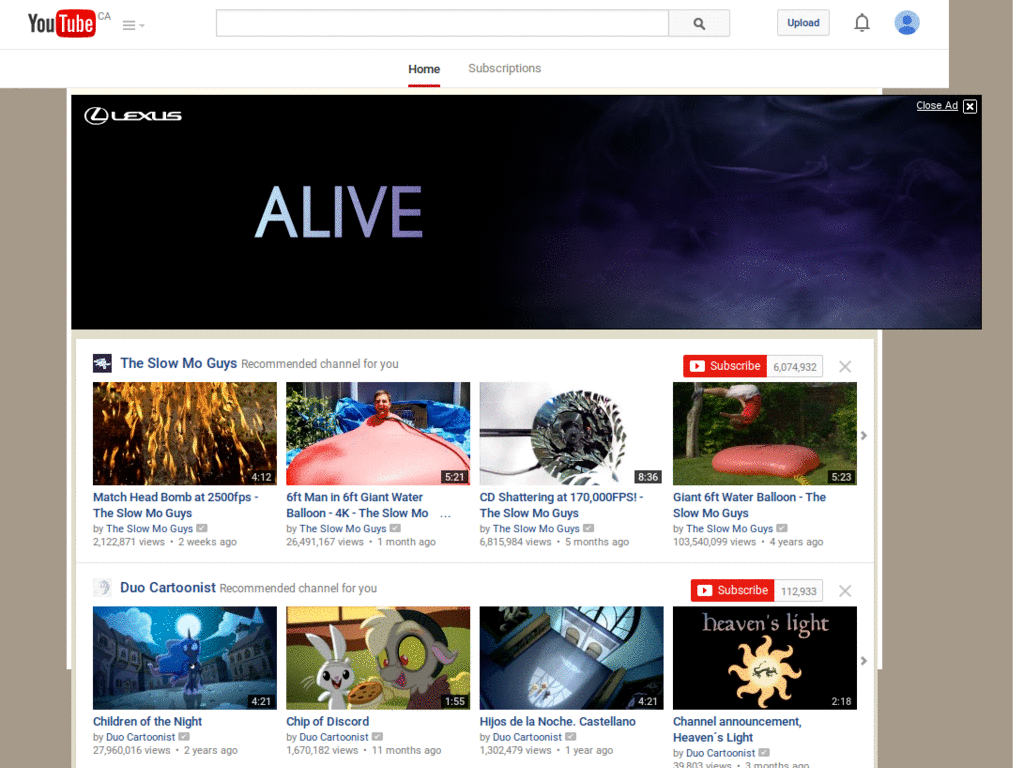 YouTube CA
Upload
Home Subscriptions
LEXUS
Close Ad
ALIVE
The Slow Mo Guys Recommended channel for you
Subscribe 6,074,932
4:12 5:21 8:36 5:23
Match Head Bomb at 2500fps -
The Slow Mo Guys
by The Slow Mo Guys
2,122,871 views • 2 weeks ago
6ft Man in 6ft Giant Water
Balloon - 4K - The Slow Mo ...
by The Slow Mo Guys
26,491,167 views • 1 month ago
CD Shattering at 170,000FPS! -
The Slow Mo Guys
by The Slow Mo Guys
6,815,984 views • 5 months ago
Giant 6ft Water Balloon - The
Slow Mo Guys
by The Slow Mo Guys
103,540,099 views • 4 years ago
Duo Cartoonist Recommended channel for you
Subscribe 112,933
heaven's light
4:21 1:55 4:21 2:18
Children of the Night
by Duo Cartoonist
27,960,016 views • 2 years ago
Chip of Discord
by Duo Cartoonist
1,670,182 views • 11 months ago
Hijos de la Noche. Castellano
by Duo Cartoonist
1,302,479 views • 1 year ago
Channel announcement,
Heaven´s Light
by Duo Cartoonist
39,803 views • 3 months ago